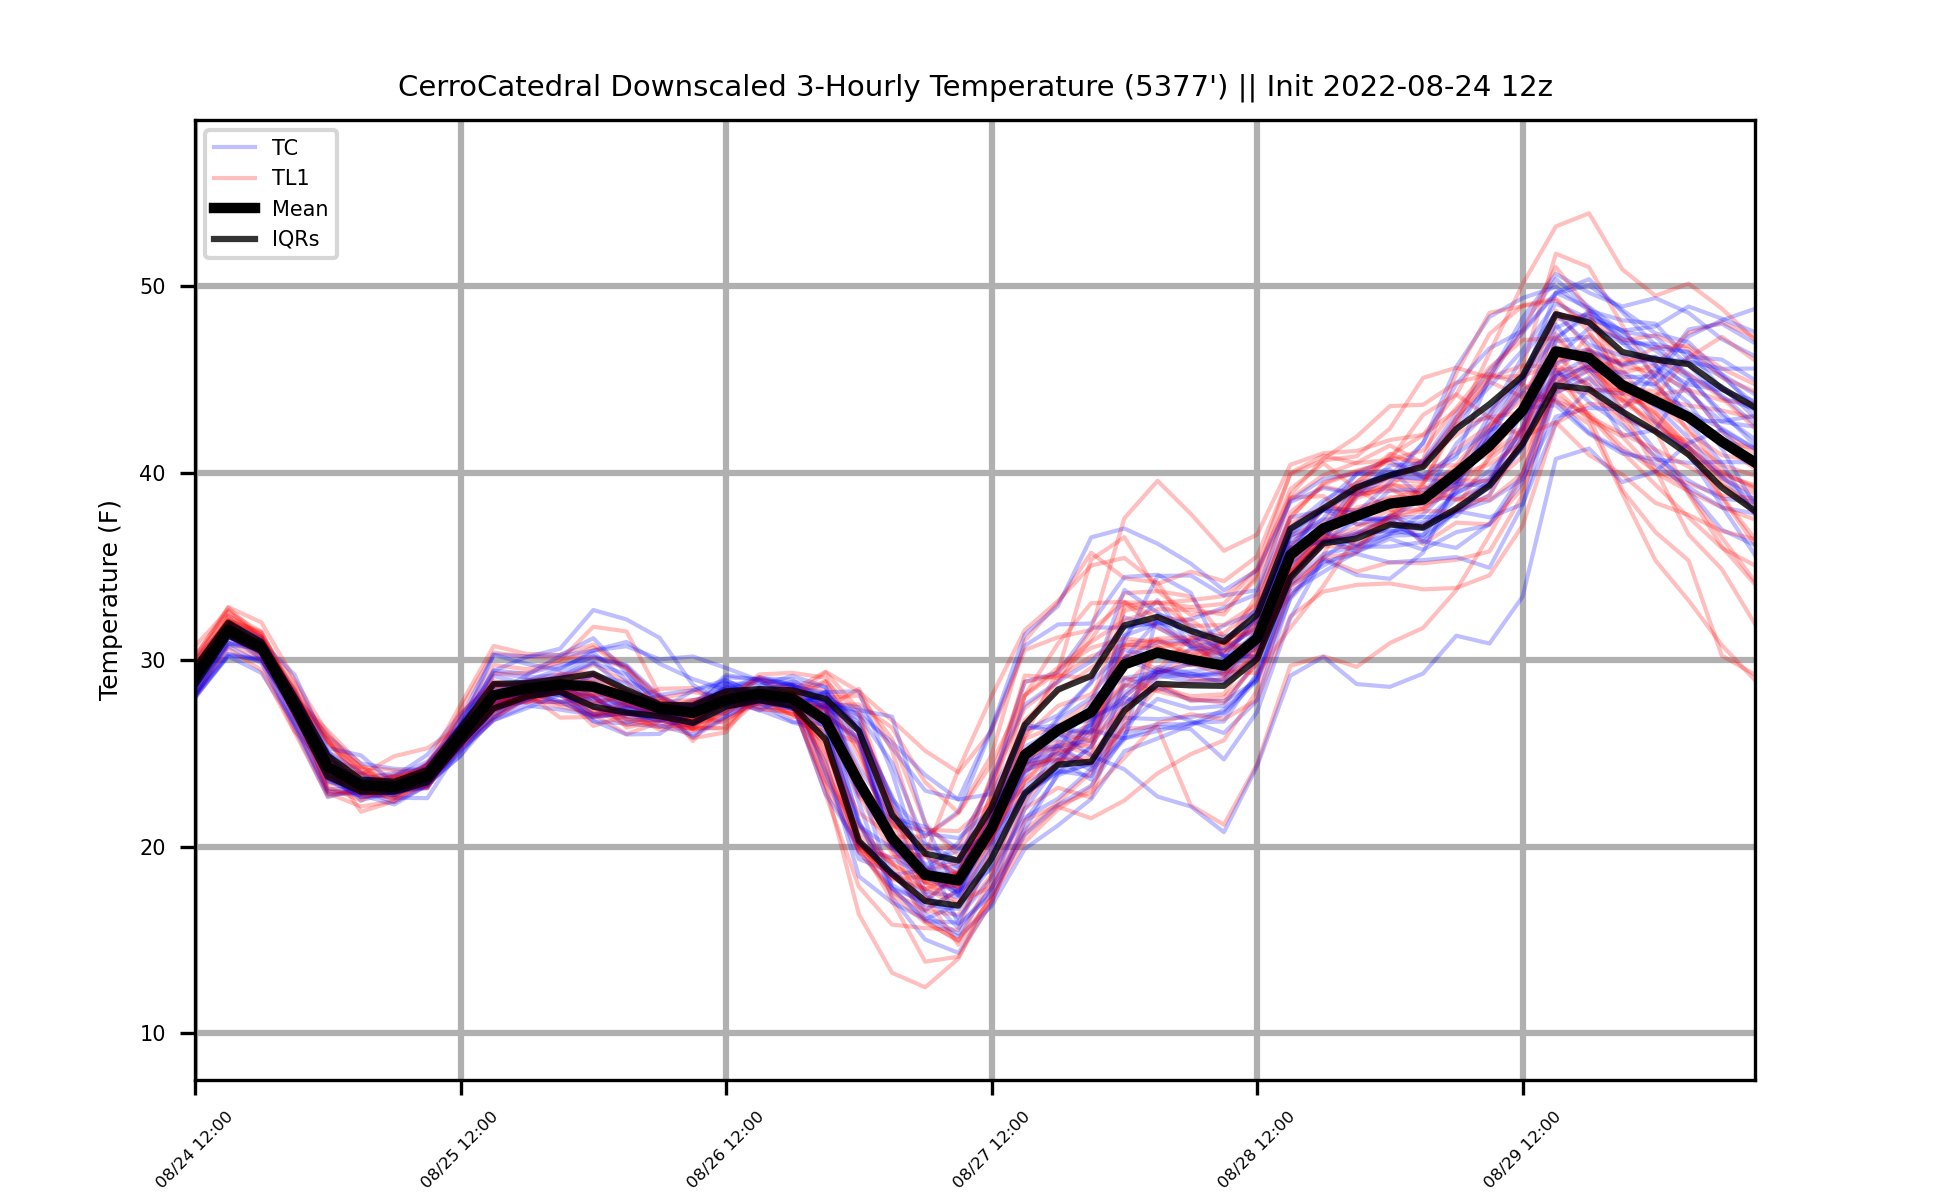 CerroCatedral Downscaled 3-Hourly Temperature (5377') || Init 2022-08-24 12z
TC
TL1
Mean
IQRs
Temperature (F)
50
40
30
20
10
08/24 12:00
08/25 12:00
08/26 12:00
08/27 12:00
08/28 12:00
08/29 12:00